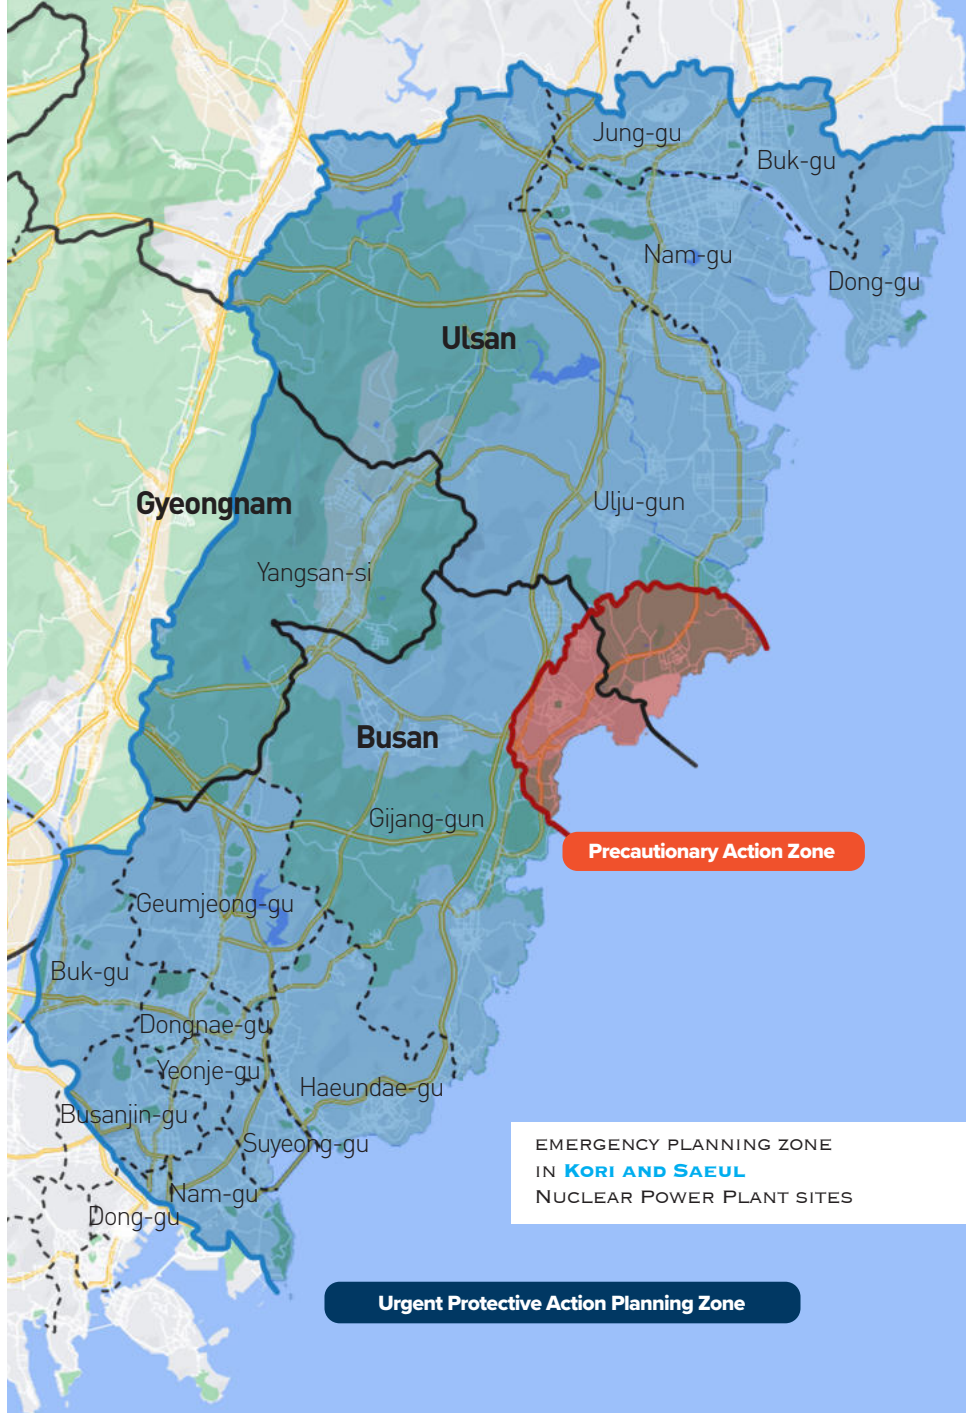 Jung-gu
Buk-gu
Nam-gu
Dong-gu
Ulsan
Gyeongnam
Ulju-gun
Yangsan-si
Busan
Gijang-gun
Precautionary Action Zone
Geumjeong-gu
Buk-gu
Dongnae-gu
Yeonje-gu
Haeundae-gu
Busanjin-gu
Suyeong-gu
Nam-gu
Dong-gu
EMERGENCY PLANNING ZONE
IN KORI AND SAEUL
NUCLEAR POWER PLANT SITES
Urgent Protective Action Planning Zone